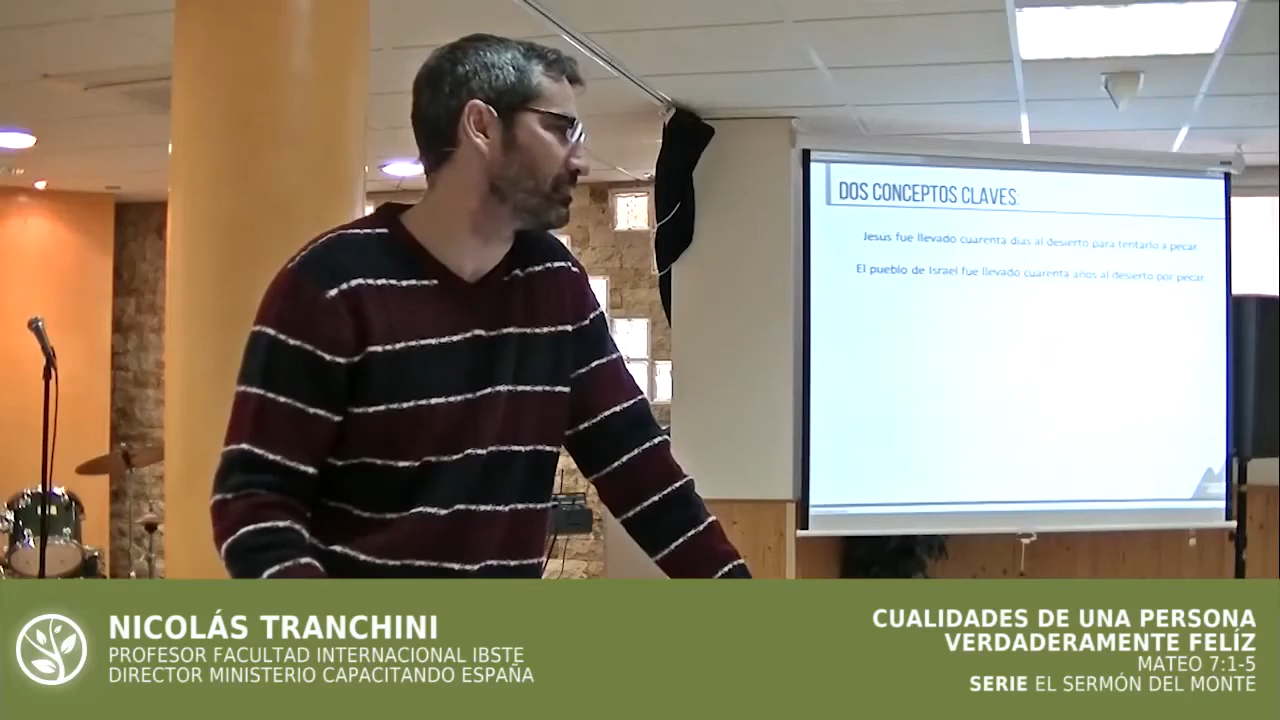 DOS CONCEPTOS CLAVES:
Jesus fue llevado cuarenta dias al desierto para tentarlo a pecar
El pueblo de Israel fue llevado cuarenta años al desierto por pecar.
NICOLÁS TRANCHINI
PROFESOR FACULTAD INTERNACIONAL IBSTE
DIRECTOR MINISTERIO CAPACITANDO ESPAÑA
CUALIDADES DE UNA PERSONA
VERDADERAMENTE FELÍZ
MATEO 7:1-5
SERIE EL SERMÓN DEL MONTE